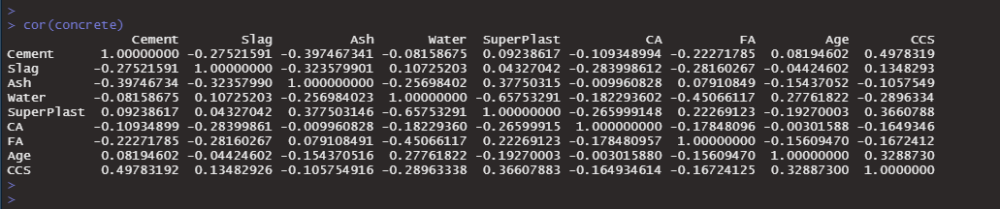 >
> cor(concrete)
Cement Slag Ash Water SuperPlast CA FA Age CCS
Cement 1.00000000 -0.27521591 -0.397467341 -0.08158675 0.09238617 -0.109348994 -0.22271785 0.08194602 0.4978319
Slag -0.27521591 1.00000000 -0.323579901 0.10725203 0.04327042 -0.283998612 -0.28160267 -0.04424602 0.1348293
Ash -0.39746734 -0.32357990 1.000000000 -0.25698402 0.37750315 -0.009960828 0.07910849 -0.15437052 -0.1057549
Water -0.08158675 0.10725203 -0.256984023 1.00000000 -0.65753291 -0.182293602 -0.45066117 0.27761822 -0.2896334
SuperPlast 0.09238617 0.04327042 0.377503146 -0.65753291 1.00000000 -0.265999148 0.22269123 -0.19270003 0.3660788
CA -0.10934899 -0.28399861 -0.009960828 -0.18229360 -0.26599915 1.000000000 -0.17848096 -0.00301588 -0.1649346
FA -0.22271785 -0.28160267 0.079108491 -0.45066117 0.22269123 -0.178480957 1.00000000 -0.15609470 -0.1672412
Age 0.08194602 -0.04424602 -0.154370516 0.27761822 -0.19270003 -0.003015880 -0.15609470 1.00000000 0.3288730
CCS 0.49783192 0.13482926 -0.105754916 -0.28963338 0.36607883 -0.164934614 -0.16724125 0.32887300 1.0000000
>
>